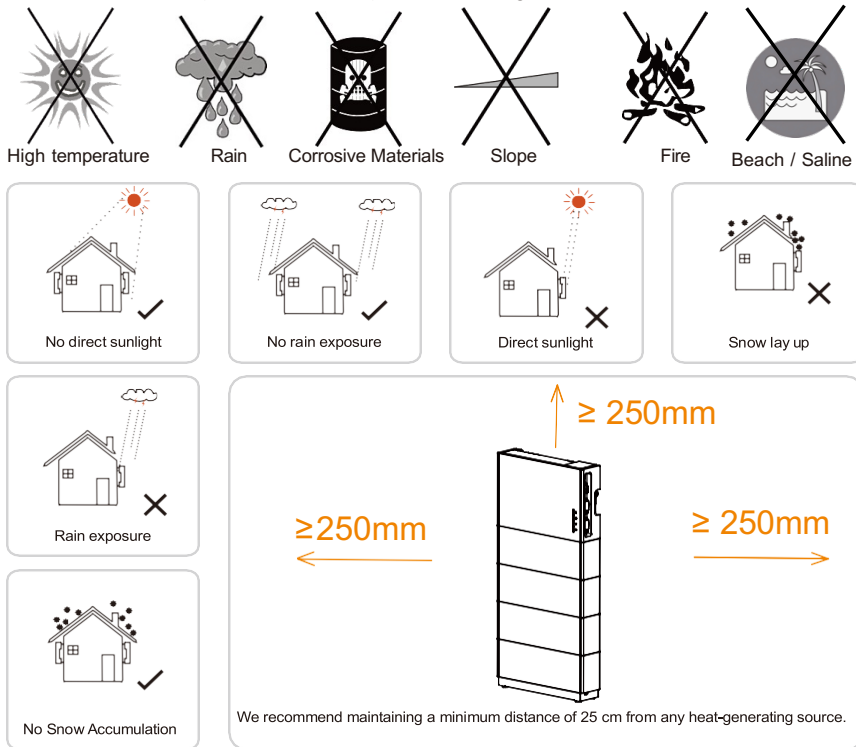 High temperature
Rain
Corrosive Materials
Slope
Fire
Beach / Saline
No direct sunlight
No rain exposure
Direct sunlight
Snow lay up
Rain exposure
≥ 250mm
≥250mm
≥ 250mm
No Snow Accumulation
We recommend maintaining a minimum distance of 25 cm from any heat-generating source.